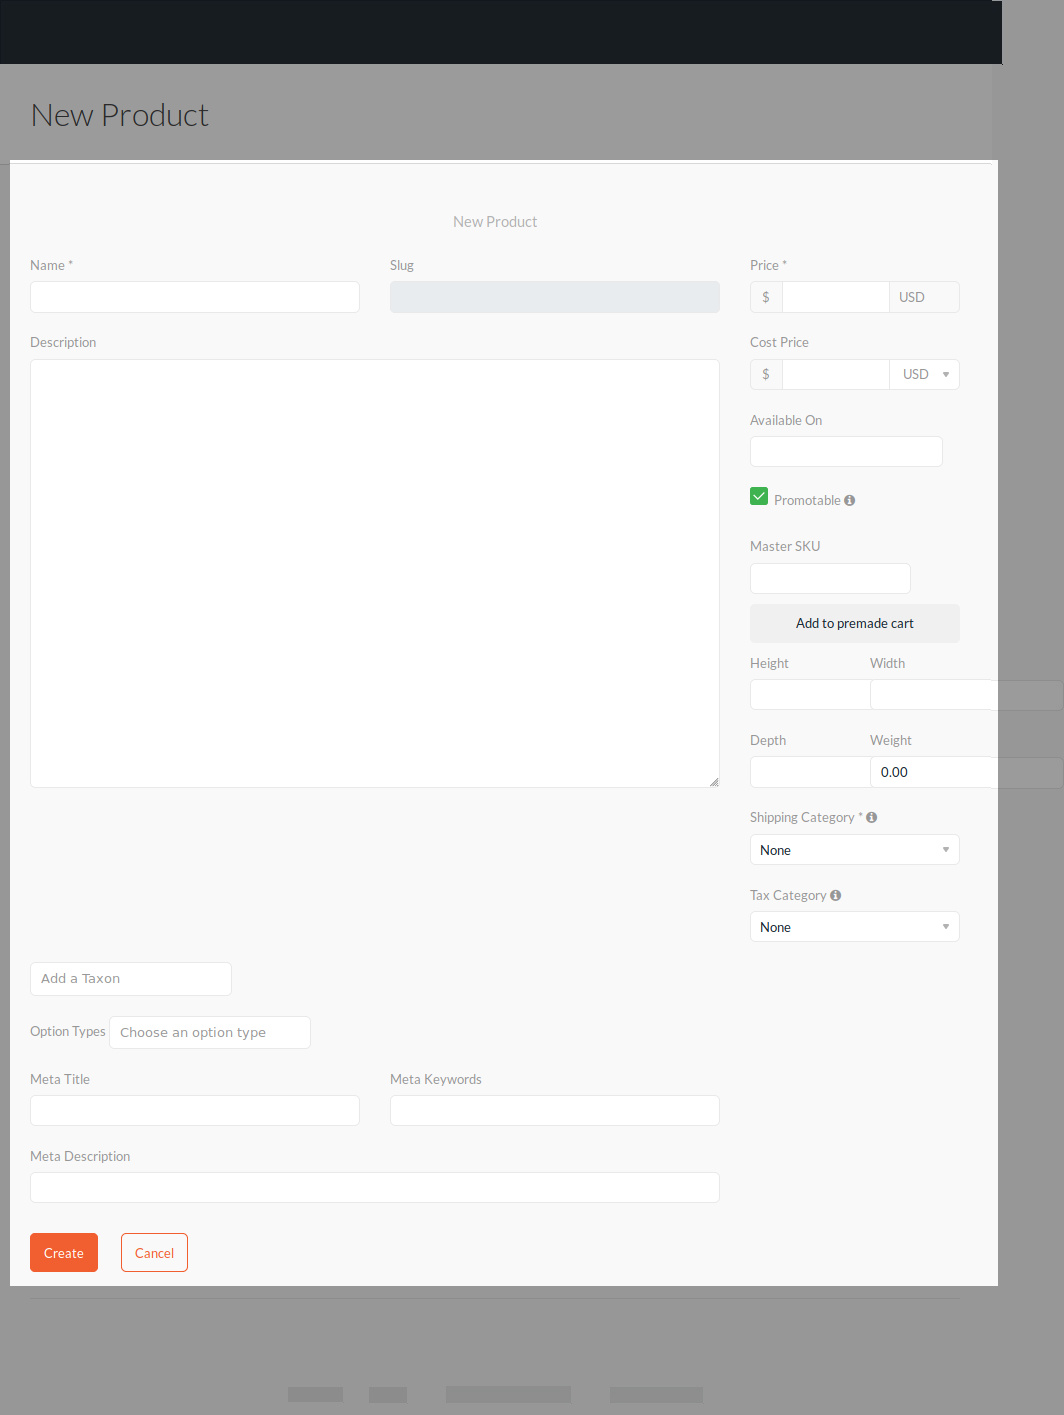 New Product
New Product
Name *
Slug
Price *
$
USD
Description
Cost Price
$
USD
Available On
Promotable
Master SKU
Add to premade cart
Height
Width
Depth
Weight
0.00
Shipping Category *
None
Tax Category
None
Add a Taxon
Option Types
Choose an option type
Meta Title
Meta Keywords
Meta Description
Create
Cancel